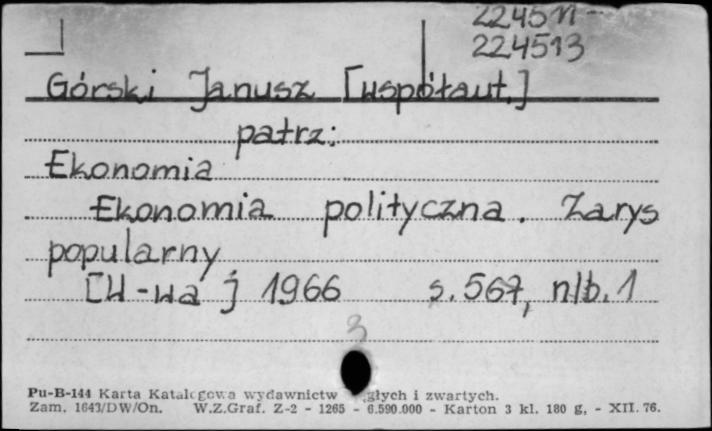 22451
224513
Górski Janusz [współaut.]
patrz:
Ekonomia
Ekonomia polityczna. Zarys
popularny
[W-wa] 1966 s. 567, nlb. 1
3
Pu-B-144 Karta Katalogowa wydawnictw głych i zwartych.
Zam. 1643/DW/On. W.Z.Graf. Z-2 - 1265 - 6.590.000 - Karton 3 kl. 180 g, - XII. 76.